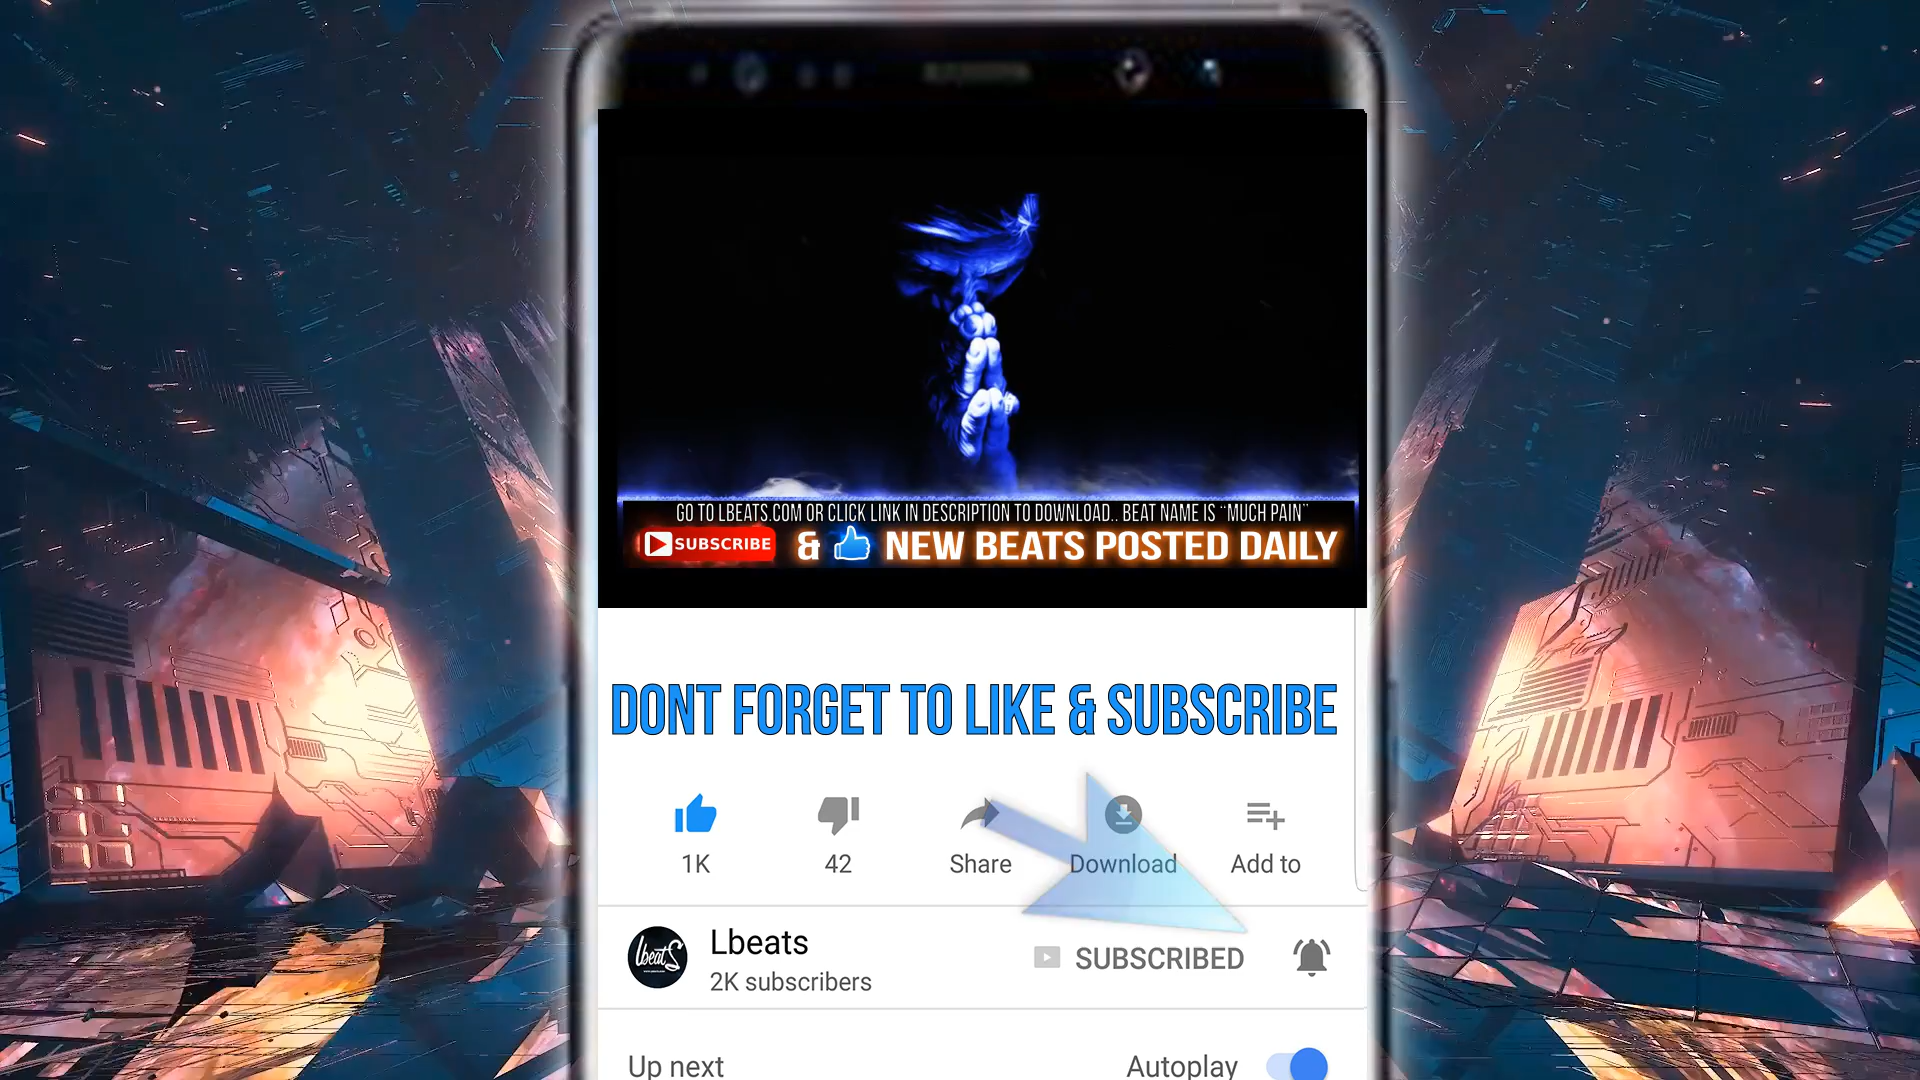 GO TO LBEATS.COM OR CLICK LINK IN DESCRIPTION TO DOWNLOAD.. BEAT NAME IS "MUCH PAIN"
SUBSCRIBE & NEW BEATS POSTED DAILY
DONT FORGET TO LIKE & SUBSCRIBE
1K 42 Share Download Add to
LbeatS
Lbeats
2K subscribers
SUBSCRIBED
Up next Autoplay